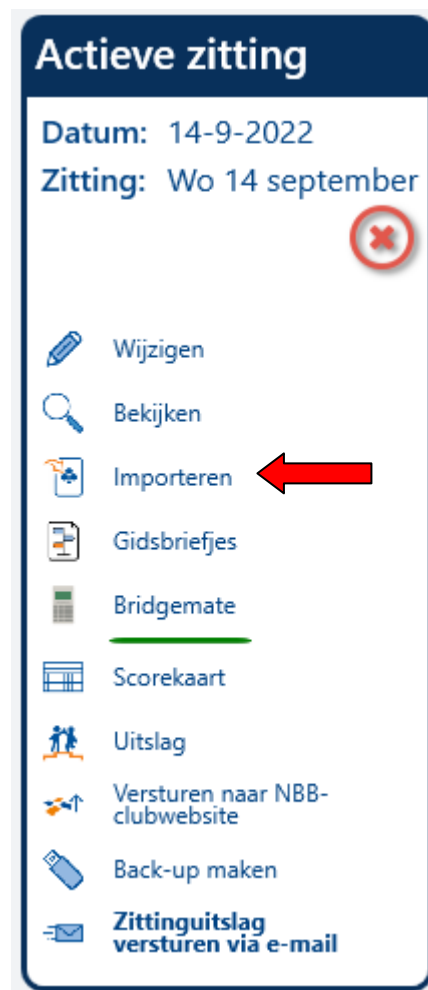 Actieve zitting
Datum: 14-9-2022
Zitting: Wo 14 september
Wijzigen
Bekijken
Importeren
Gidsbriefjes
Bridgemate
Scorekaart
Uitslag
Versturen naar NBB-
clubwebsite
Back-up maken
Zittinguitslag
versturen via e-mail